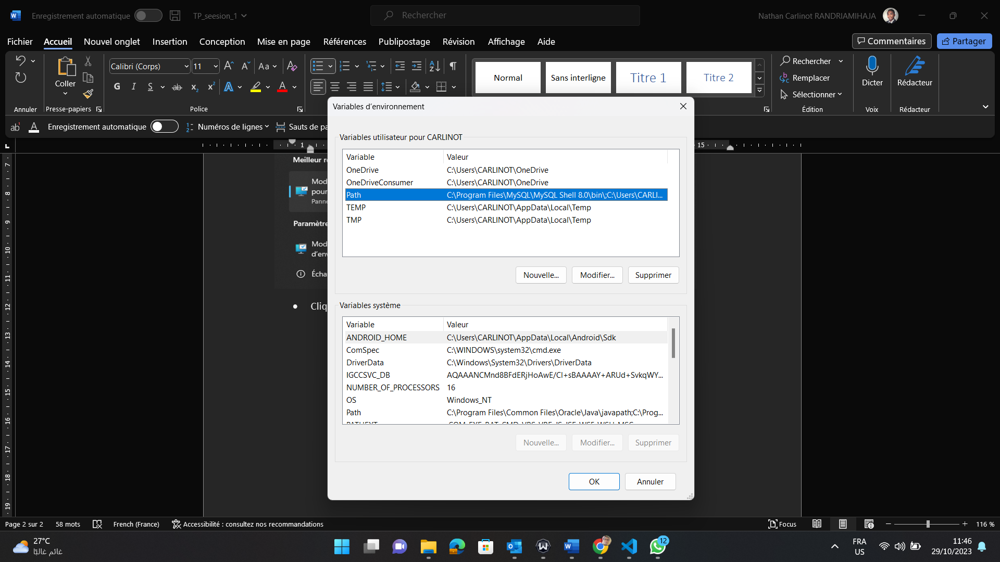 Enregistrement automatique
TP_seesion_1
Rechercher
Nathan Carlinot RANDRIAMIHAJA
Fichier Accueil Nouvel onglet Insertion Conception Mise en page Références Publipostage Révision Affichage Aide
Commentaires Partager
Calibri (Corps) 11
Coller
Normal Sans interligne Titre 1 Titre 2
Rechercher
Remplacer
Sélectionner
Dicter Rédacteur
Annuler Presse-papiers Police Édition Voix Rédacteur
Enregistrement automatique Numéros de lignes Sauts de pa
Meilleur r
Mod
pour
Panne
Paramètre
Mod
d'env
Écha
Cliq
Variables d'environnement
Variables utilisateur pour CARLINOT
Variable Valeur
OneDrive C:\Users\CARLINOT\OneDrive
OneDriveConsumer C:\Users\CARLINOT\OneDrive
Path C:\Program Files\MySQL\MySQL Shell 8.0\bin\;C:\Users\CARLI...
TEMP C:\Users\CARLINOT\AppData\Local\Temp
TMP C:\Users\CARLINOT\AppData\Local\Temp
Nouvelle... Modifier... Supprimer
Variables système
Variable Valeur
ANDROID_HOME C:\Users\CARLINOT\AppData\Local\Android\Sdk
ComSpec C:\WINDOWS\system32\cmd.exe
DriverData C:\Windows\System32\Drivers\DriverData
IGCCSVC_DB AQAAANCMnd8BFdERjHoAwE/Cl+sBAAAAY+ARUd+SvkqWY...
NUMBER_OF_PROCESSORS 16
OS Windows_NT
Path C:\Program Files\Common Files\Oracle\Java\javapath;C:\Prog...
Nouvelle... Modifier... Supprimer
OK Annuler
Page 2 sur 2 58 mots French (France) Accessibilité : consultez nos recommandations
Focus 116 %
27°C
غائم غالبًا
12
FRA
US
11:46
29/10/2023